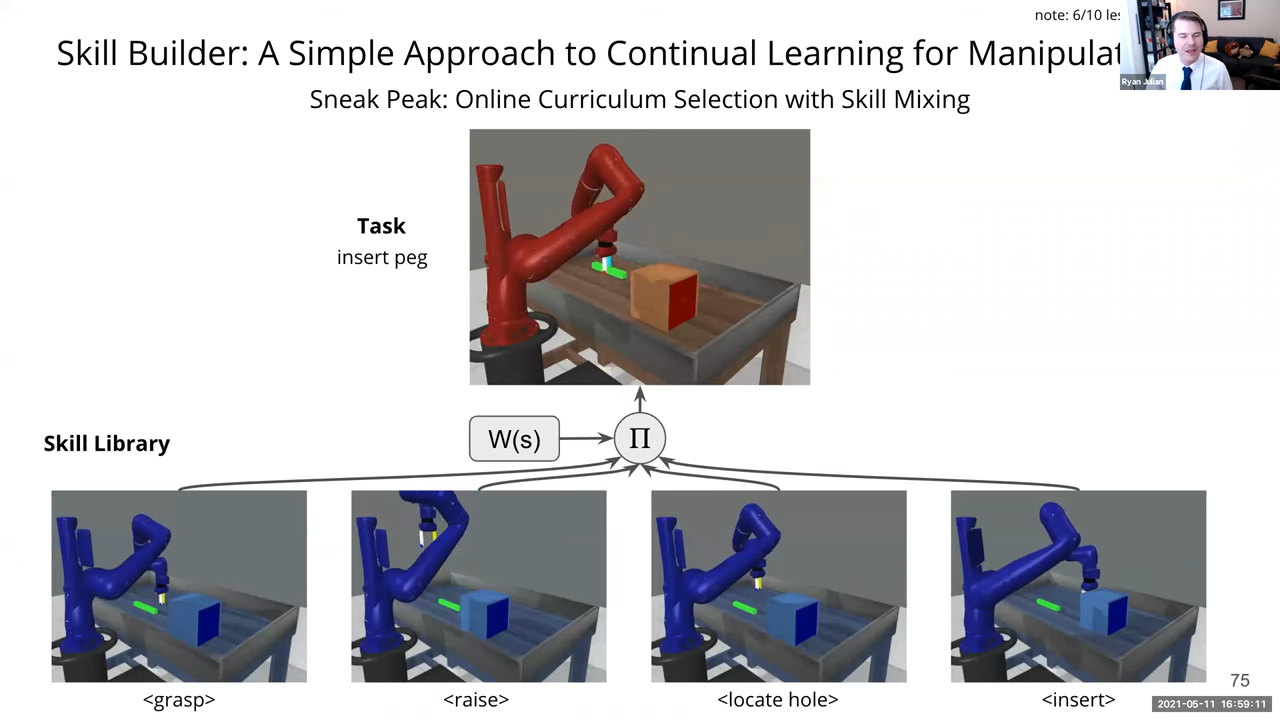 note: 6/10 les
Skill Builder: A Simple Approach to Continual Learning for Manipulat
Ryan Julian
Sneak Peak: Online Curriculum Selection with Skill Mixing
Task
insert peg
W(s)
Π
Skill Library
<grasp>
<raise>
<locate hole>
<insert>
75
2021-05-11 16:59:11